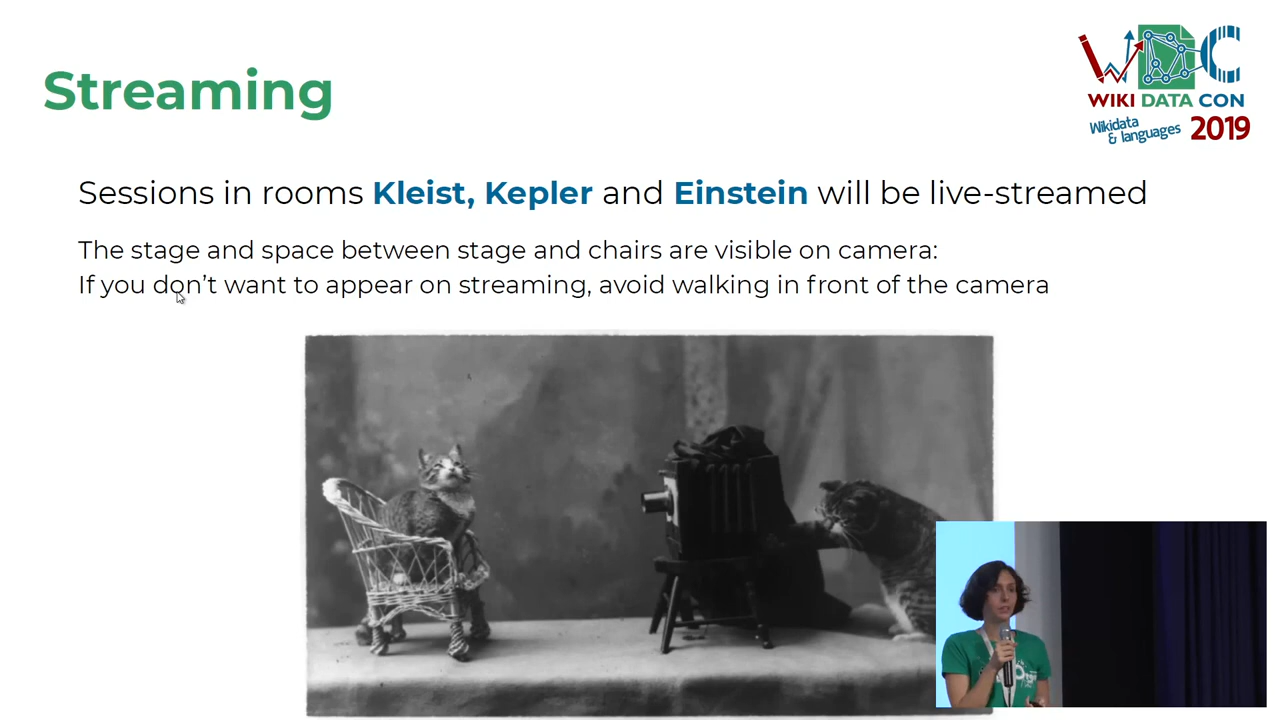 Streaming
WIKI DATA CON
Wikidata
& languages 2019
Sessions in rooms Kleist, Kepler and Einstein will be live-streamed
The stage and space between stage and chairs are visible on camera:
If you don't want to appear on streaming, avoid walking in front of the camera